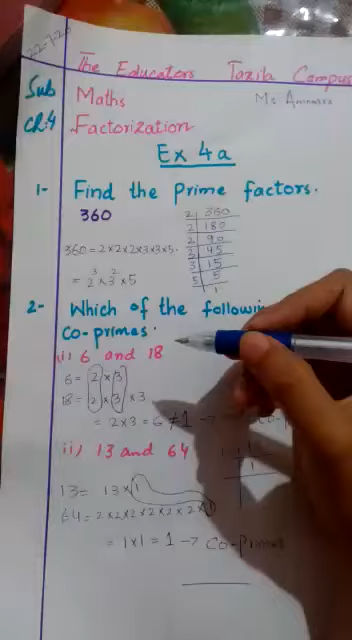 The Educators Taxila Campus
Sub Maths
Ch:4 Factorization
Ex 4a
1- Find the Prime factors.
360
2 | 360
2 | 180
2 | 90
45
3 | 15
5 | 5
1
360 = 2×2×2×3×3×5.
= 2³×3²×5
2- Which of the following
Co-primes.
(i) 6 and 18
6 = 2 × 3
18 = 2 × 3 × 3
= 2×3 = 6 ≠ 1 →
ii) 13 and 64
13 = 13×1
64 = 2×2×2×2×2×2×1
= 1×1 = 1 → Co-primes